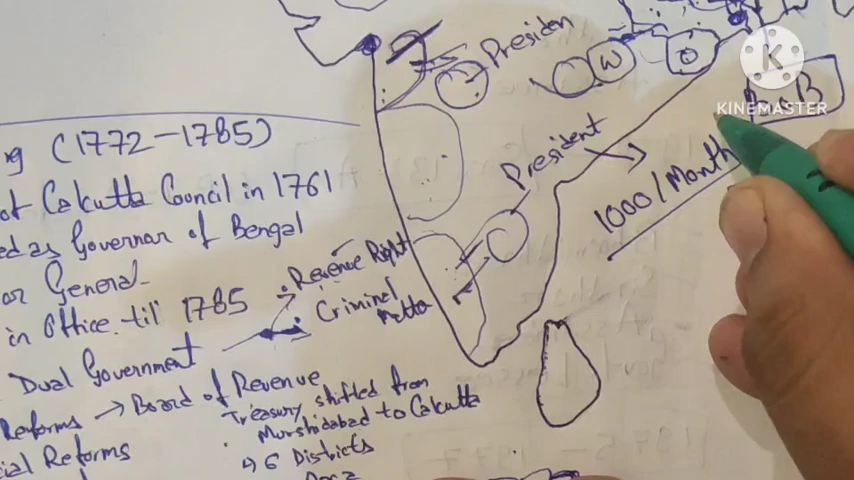 Presiden
W
O
B
KINEMASTER
(1772-1785)
President
1000/Month
of Calcutta Council in 1761
ed as Governor of Bengal
or General
Revenue Right
in Office till 1785
Criminal
Matter
Dual Government
Reforms → Board of Revenue
Treasury shifted from
Murshidabad to Calcutta
ial Reforms
6 Districts